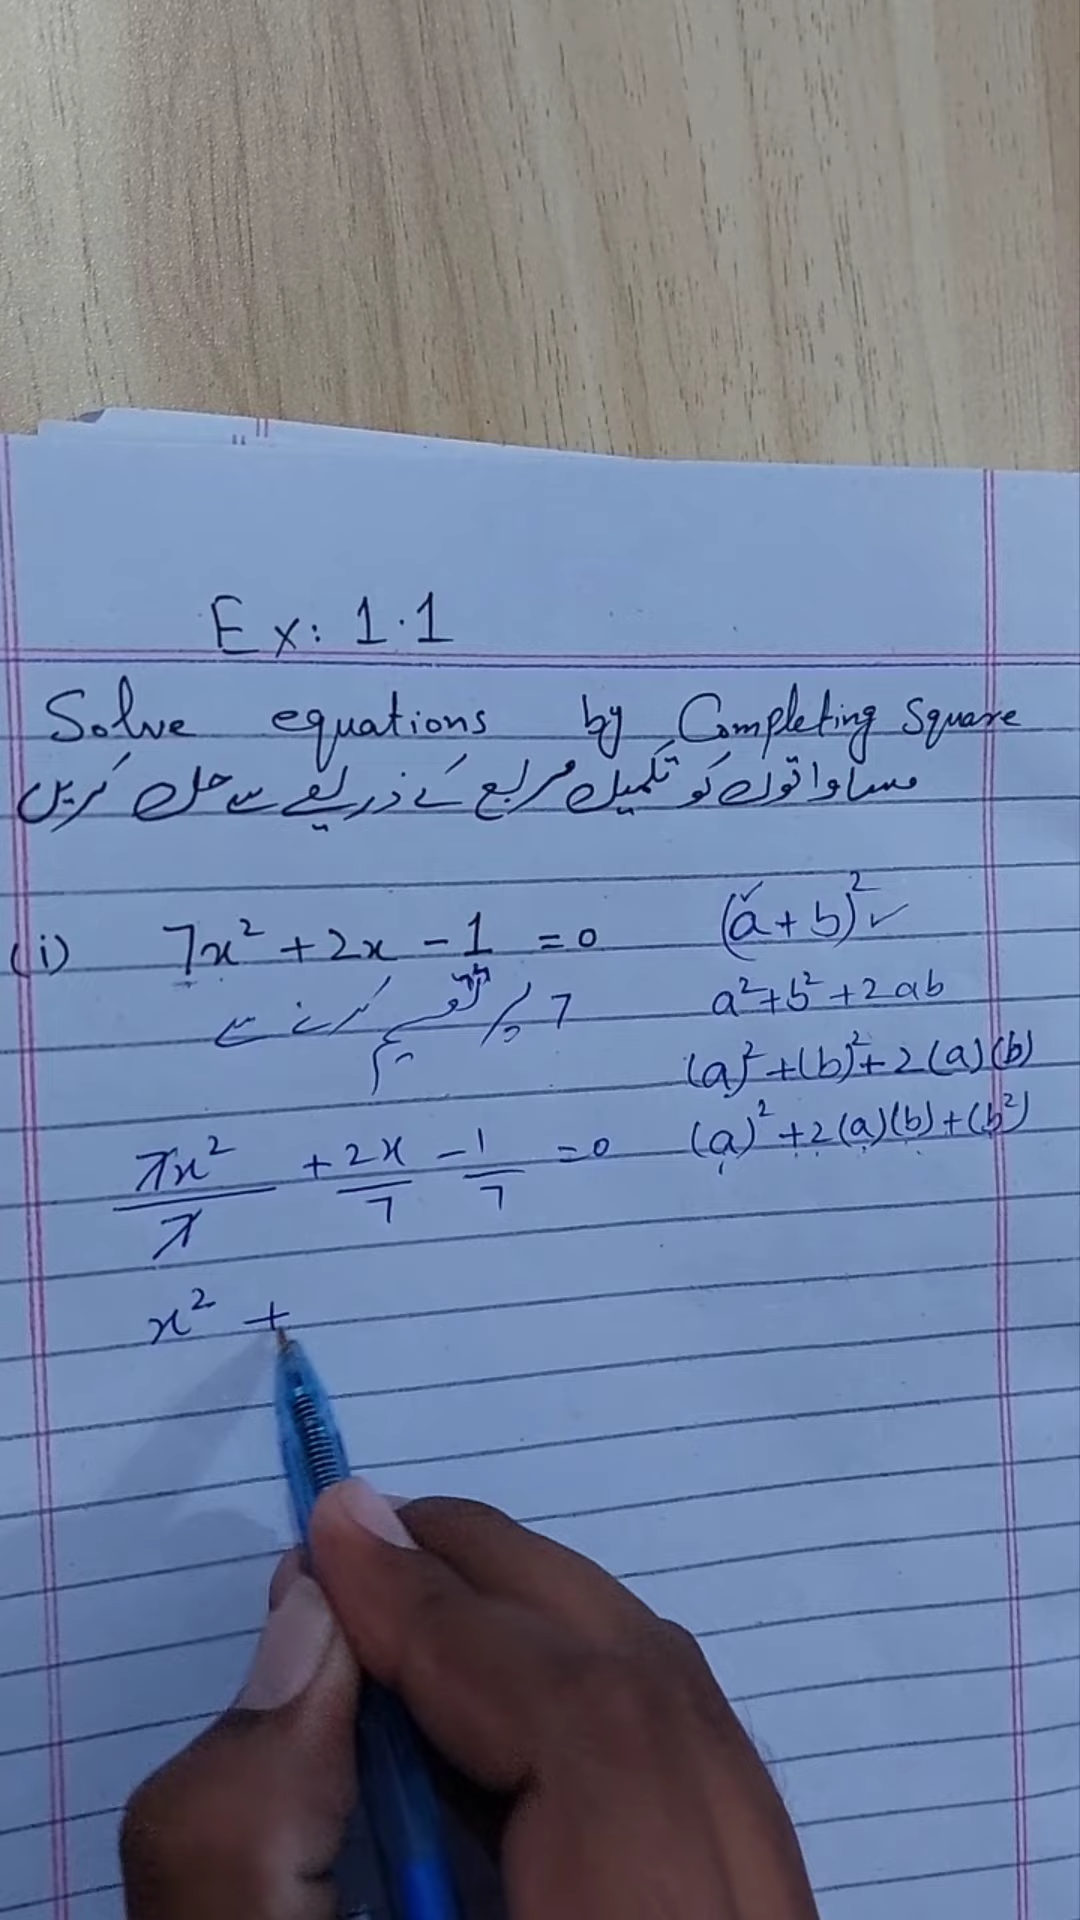 Ex: 1.1
Solve equations by Completing Square
مساواتوں کو تکمیل مربع کے ذریعے سے حل کریں
(i) 7x² + 2x - 1 = 0 (a + b)²
7 پر تقسیم کرنے سے a² + b² + 2ab
(a)² + (b)² + 2(a)(b)
7x²/7 + 2x/7 - 1/7 = 0 (a)² + 2(a)(b) + (b²)
x² +